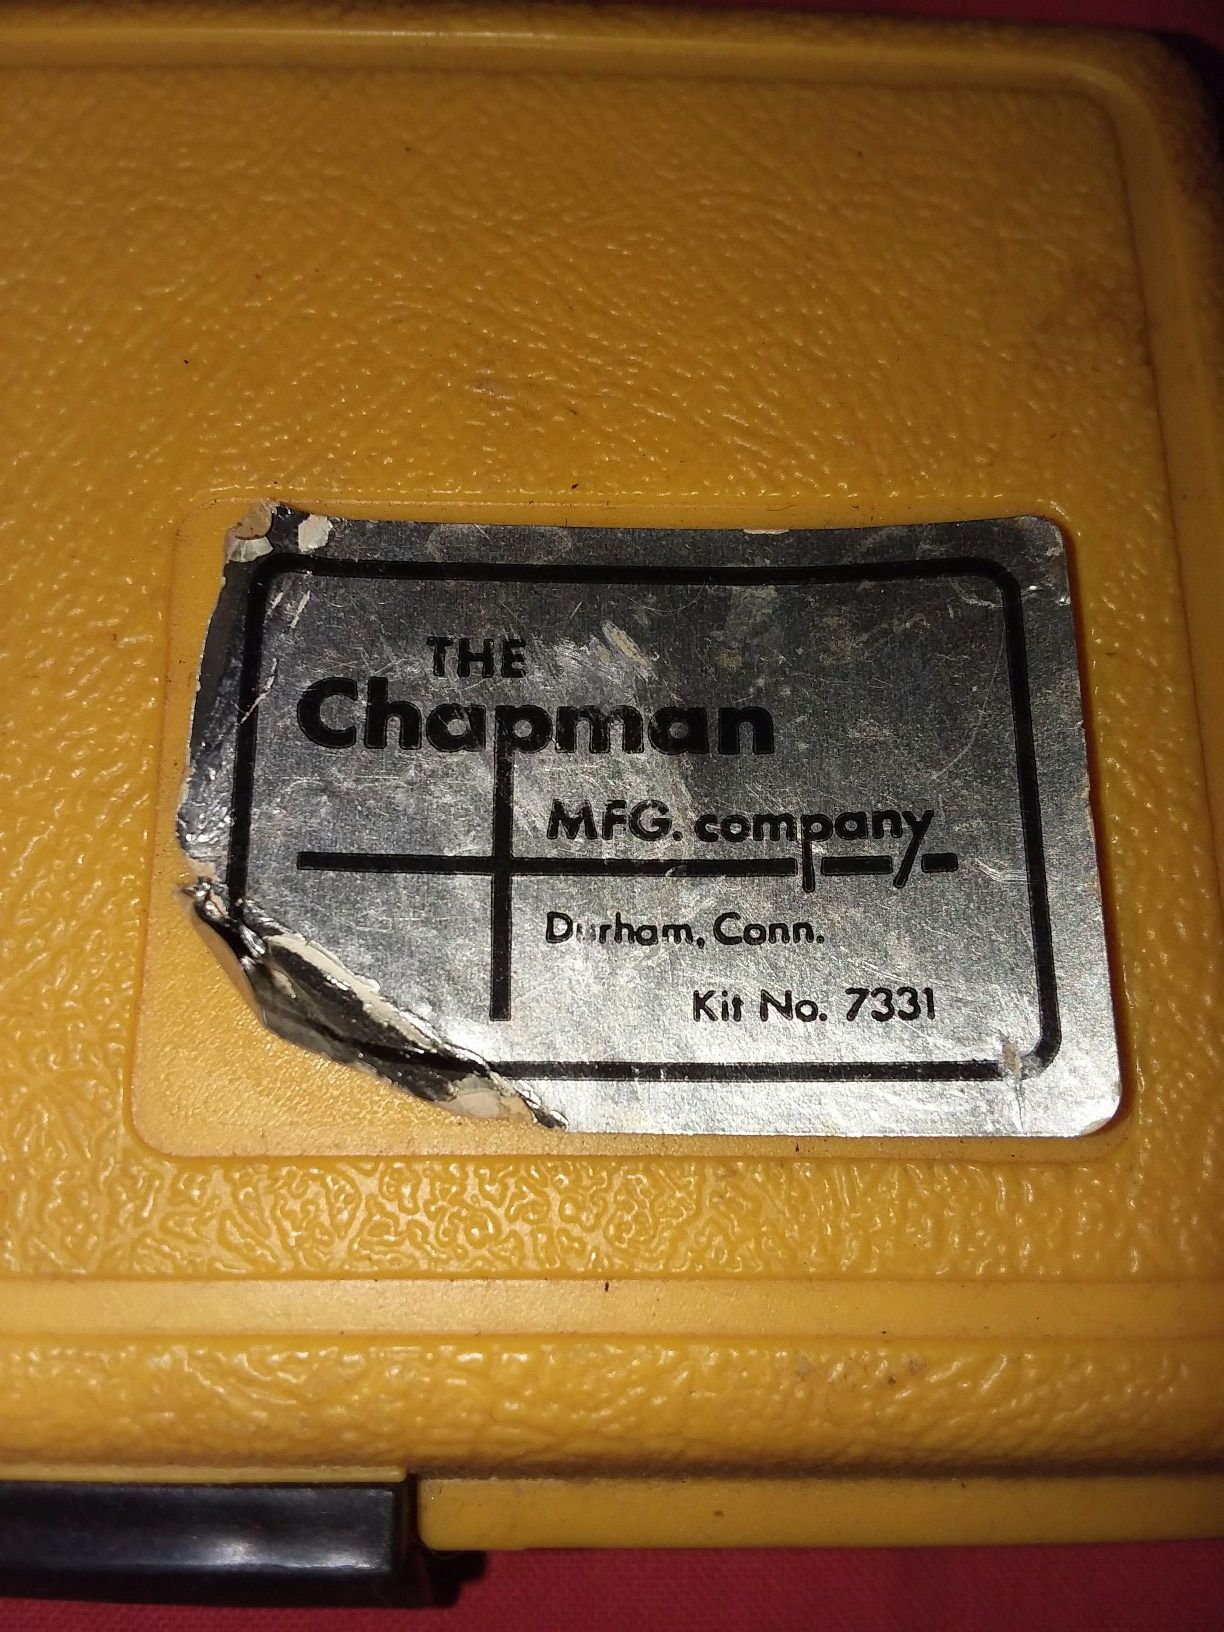 THE
Chapman
MFG. company
Durham, Conn.
Kit No. 7331